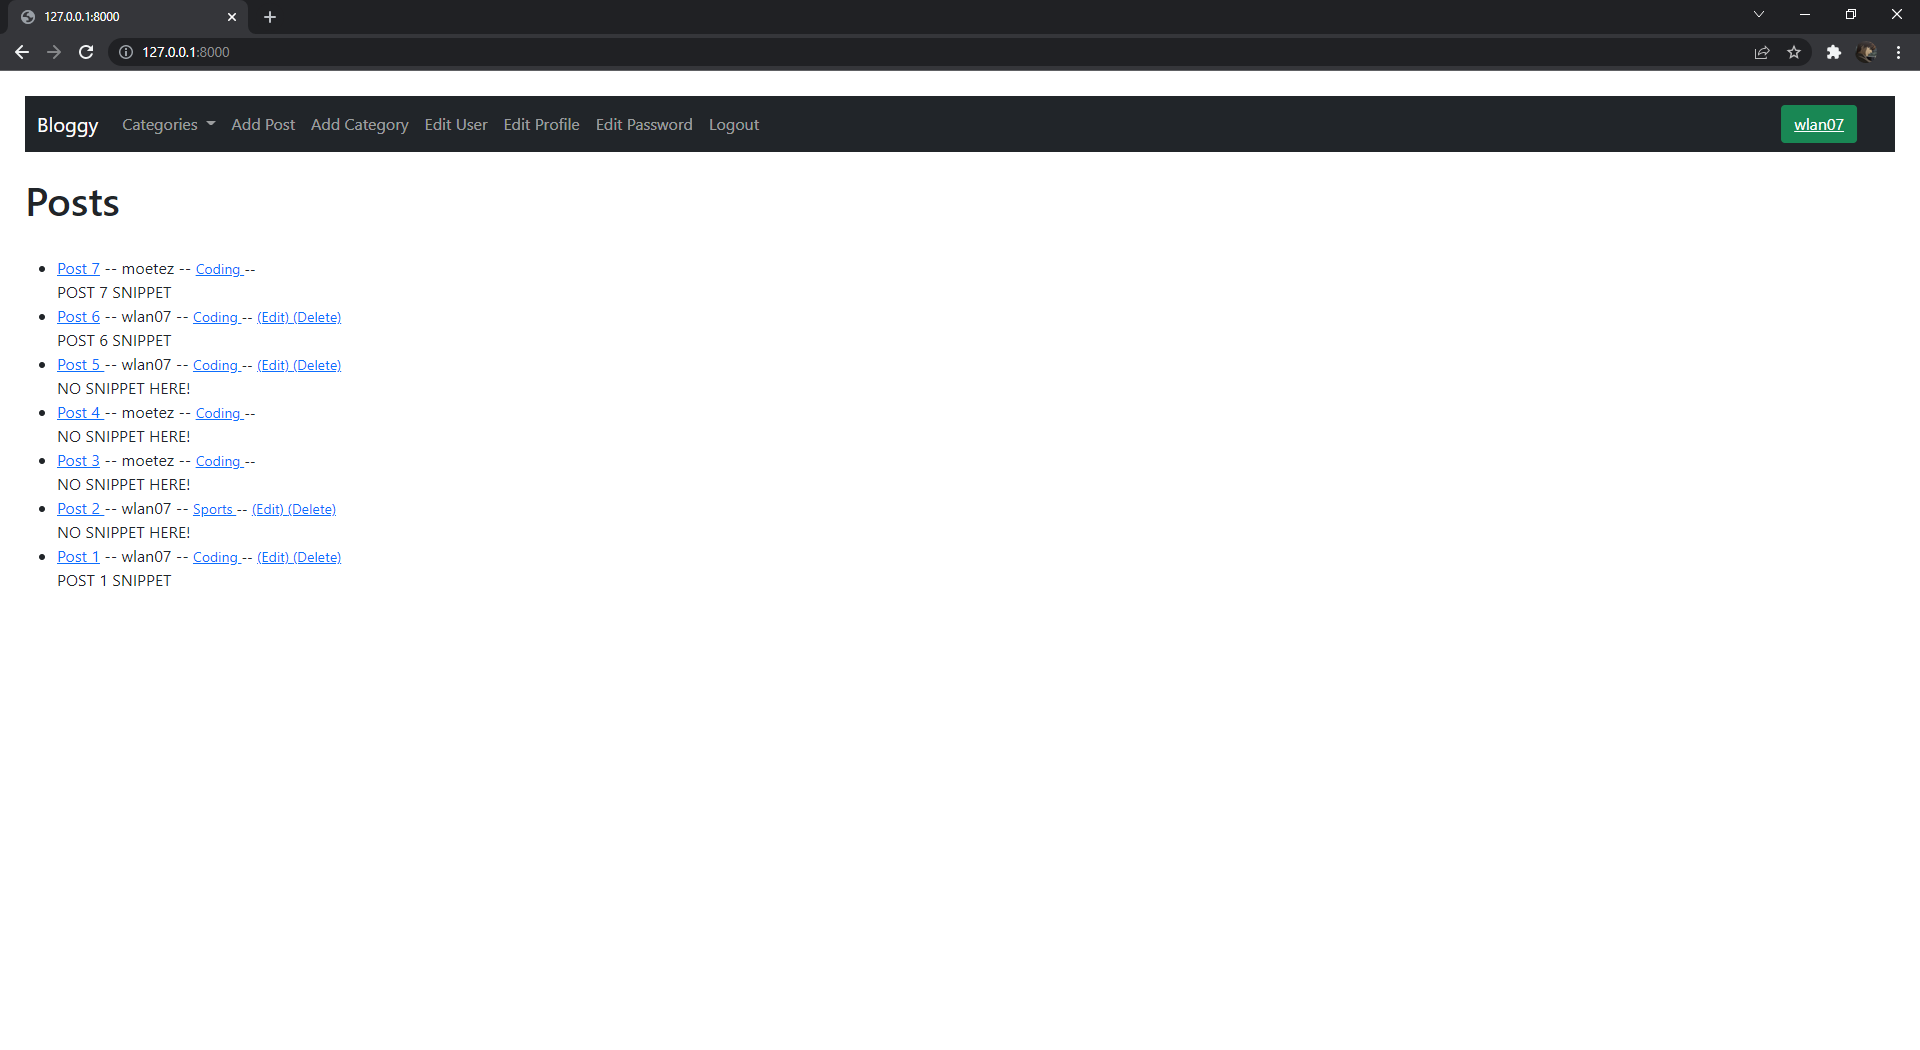 127.0.0.1:8000
127.0.0.1:8000
Bloggy Categories Add Post Add Category Edit User Edit Profile Edit Password Logout wlan07
Posts
Post 7 -- moetez -- Coding --
POST 7 SNIPPET
Post 6 -- wlan07 -- Coding -- (Edit) (Delete)
POST 6 SNIPPET
Post 5 -- wlan07 -- Coding -- (Edit) (Delete)
NO SNIPPET HERE!
Post 4 -- moetez -- Coding --
NO SNIPPET HERE!
Post 3 -- moetez -- Coding --
NO SNIPPET HERE!
Post 2 -- wlan07 -- Sports -- (Edit) (Delete)
NO SNIPPET HERE!
Post 1 -- wlan07 -- Coding -- (Edit) (Delete)
POST 1 SNIPPET